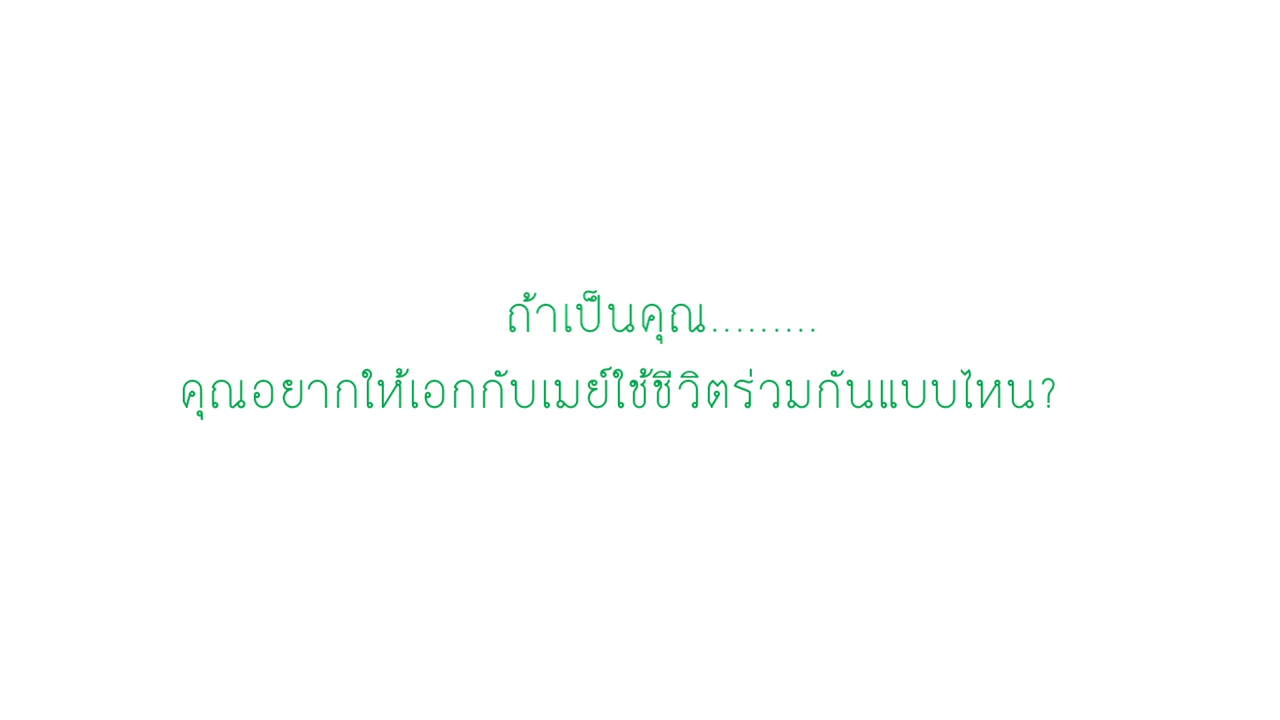 ถ้าเป็นคุณ.........
คุณอยากให้เอกกับเมย์ใช้ชีวิตร่วมกันแบบไหน?